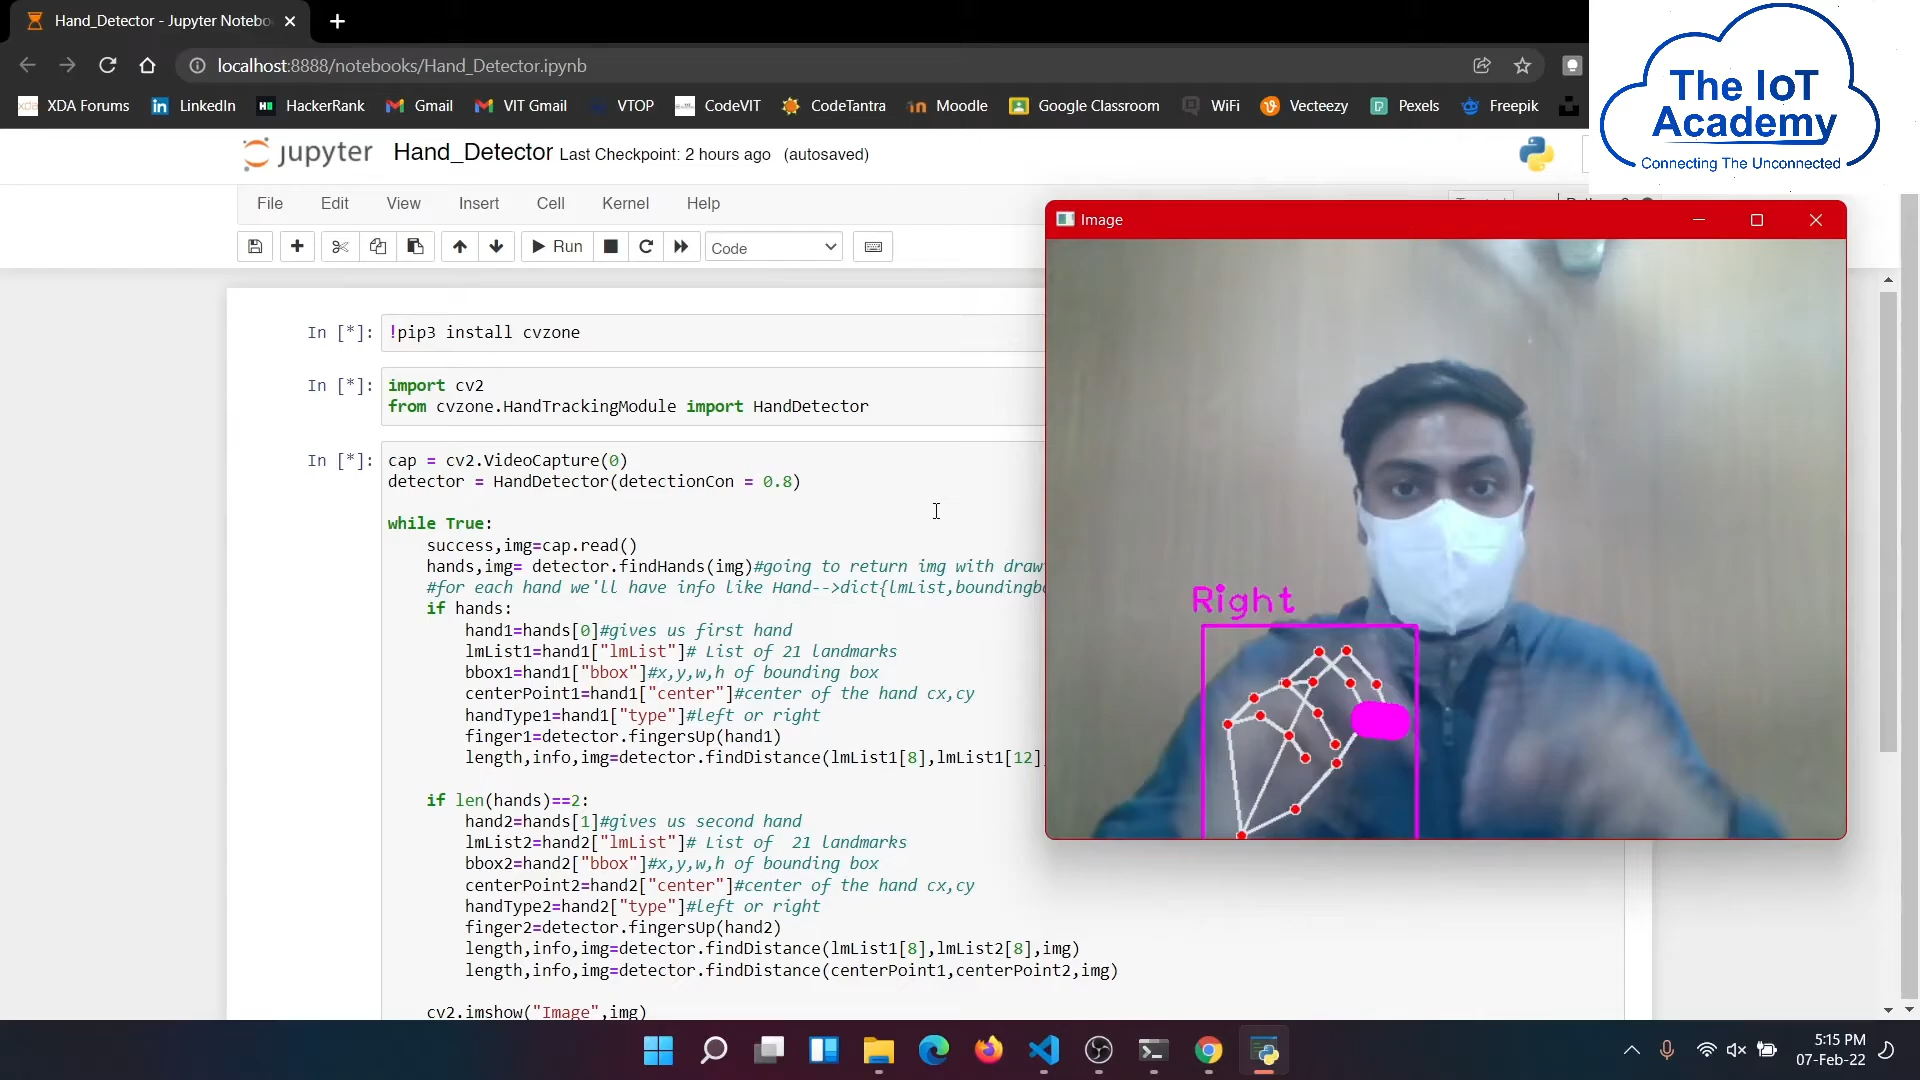 Hand_Detector - Jupyter Notebo
localhost:8888/notebooks/Hand_Detector.ipynb
XDA Forums LinkedIn HackerRank Gmail VIT Gmail VTOP CodeVIT CodeTantra Moodle Google Classroom WiFi Vecteezy Pexels Freepik
The IoT
Academy
Connecting The Unconnected
jupyter Hand_Detector Last Checkpoint: 2 hours ago (autosaved)
File Edit View Insert Cell Kernel Help
Run Code
Image
In [*]: !pip3 install cvzone
In [*]: import cv2
from cvzone.HandTrackingModule import HandDetector
In [*]: cap = cv2.VideoCapture(0)
detector = HandDetector(detectionCon = 0.8)
while True:
success,img=cap.read()
hands,img= detector.findHands(img)#going to return img with draw
#for each hand we'll have info like Hand-->dict{lmList,boundingbo
if hands:
hand1=hands[0]#gives us first hand
lmList1=hand1["lmList"]# List of 21 landmarks
bbox1=hand1["bbox"]#x,y,w,h of bounding box
centerPoint1=hand1["center"]#center of the hand cx,cy
handType1=hand1["type"]#left or right
finger1=detector.fingersUp(hand1)
length,info,img=detector.findDistance(lmList1[8],lmList1[12]
if len(hands)==2:
hand2=hands[1]#gives us second hand
lmList2=hand2["lmList"]# List of  21 landmarks
bbox2=hand2["bbox"]#x,y,w,h of bounding box
centerPoint2=hand2["center"]#center of the hand cx,cy
handType2=hand2["type"]#left or right
finger2=detector.fingersUp(hand2)
length,info,img=detector.findDistance(lmList1[8],lmList2[8],img)
length,info,img=detector.findDistance(centerPoint1,centerPoint2,img)
cv2.imshow("Image",img)
Right
5:15 PM
07-Feb-22